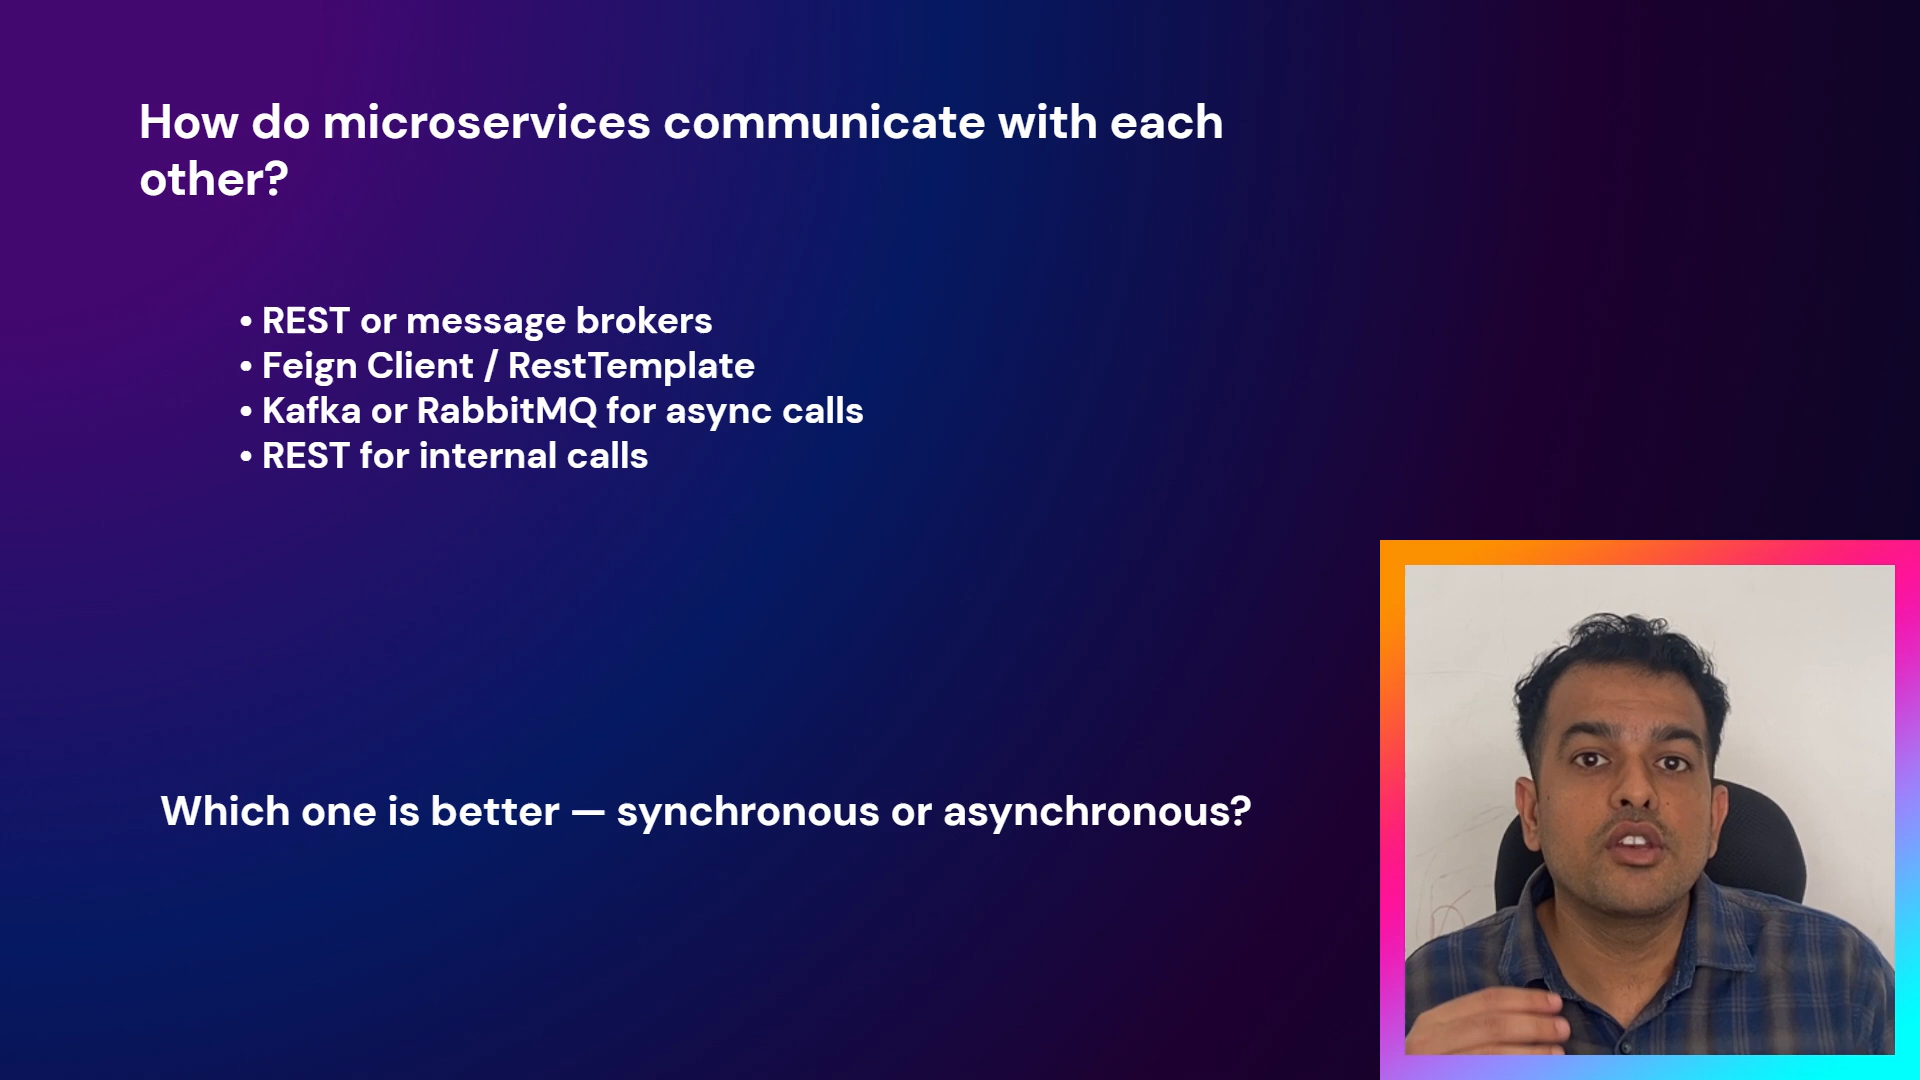 How do microservices communicate with each
other?
• REST or message brokers
• Feign Client / RestTemplate
• Kafka or RabbitMQ for async calls
• REST for internal calls
Which one is better — synchronous or asynchronous?